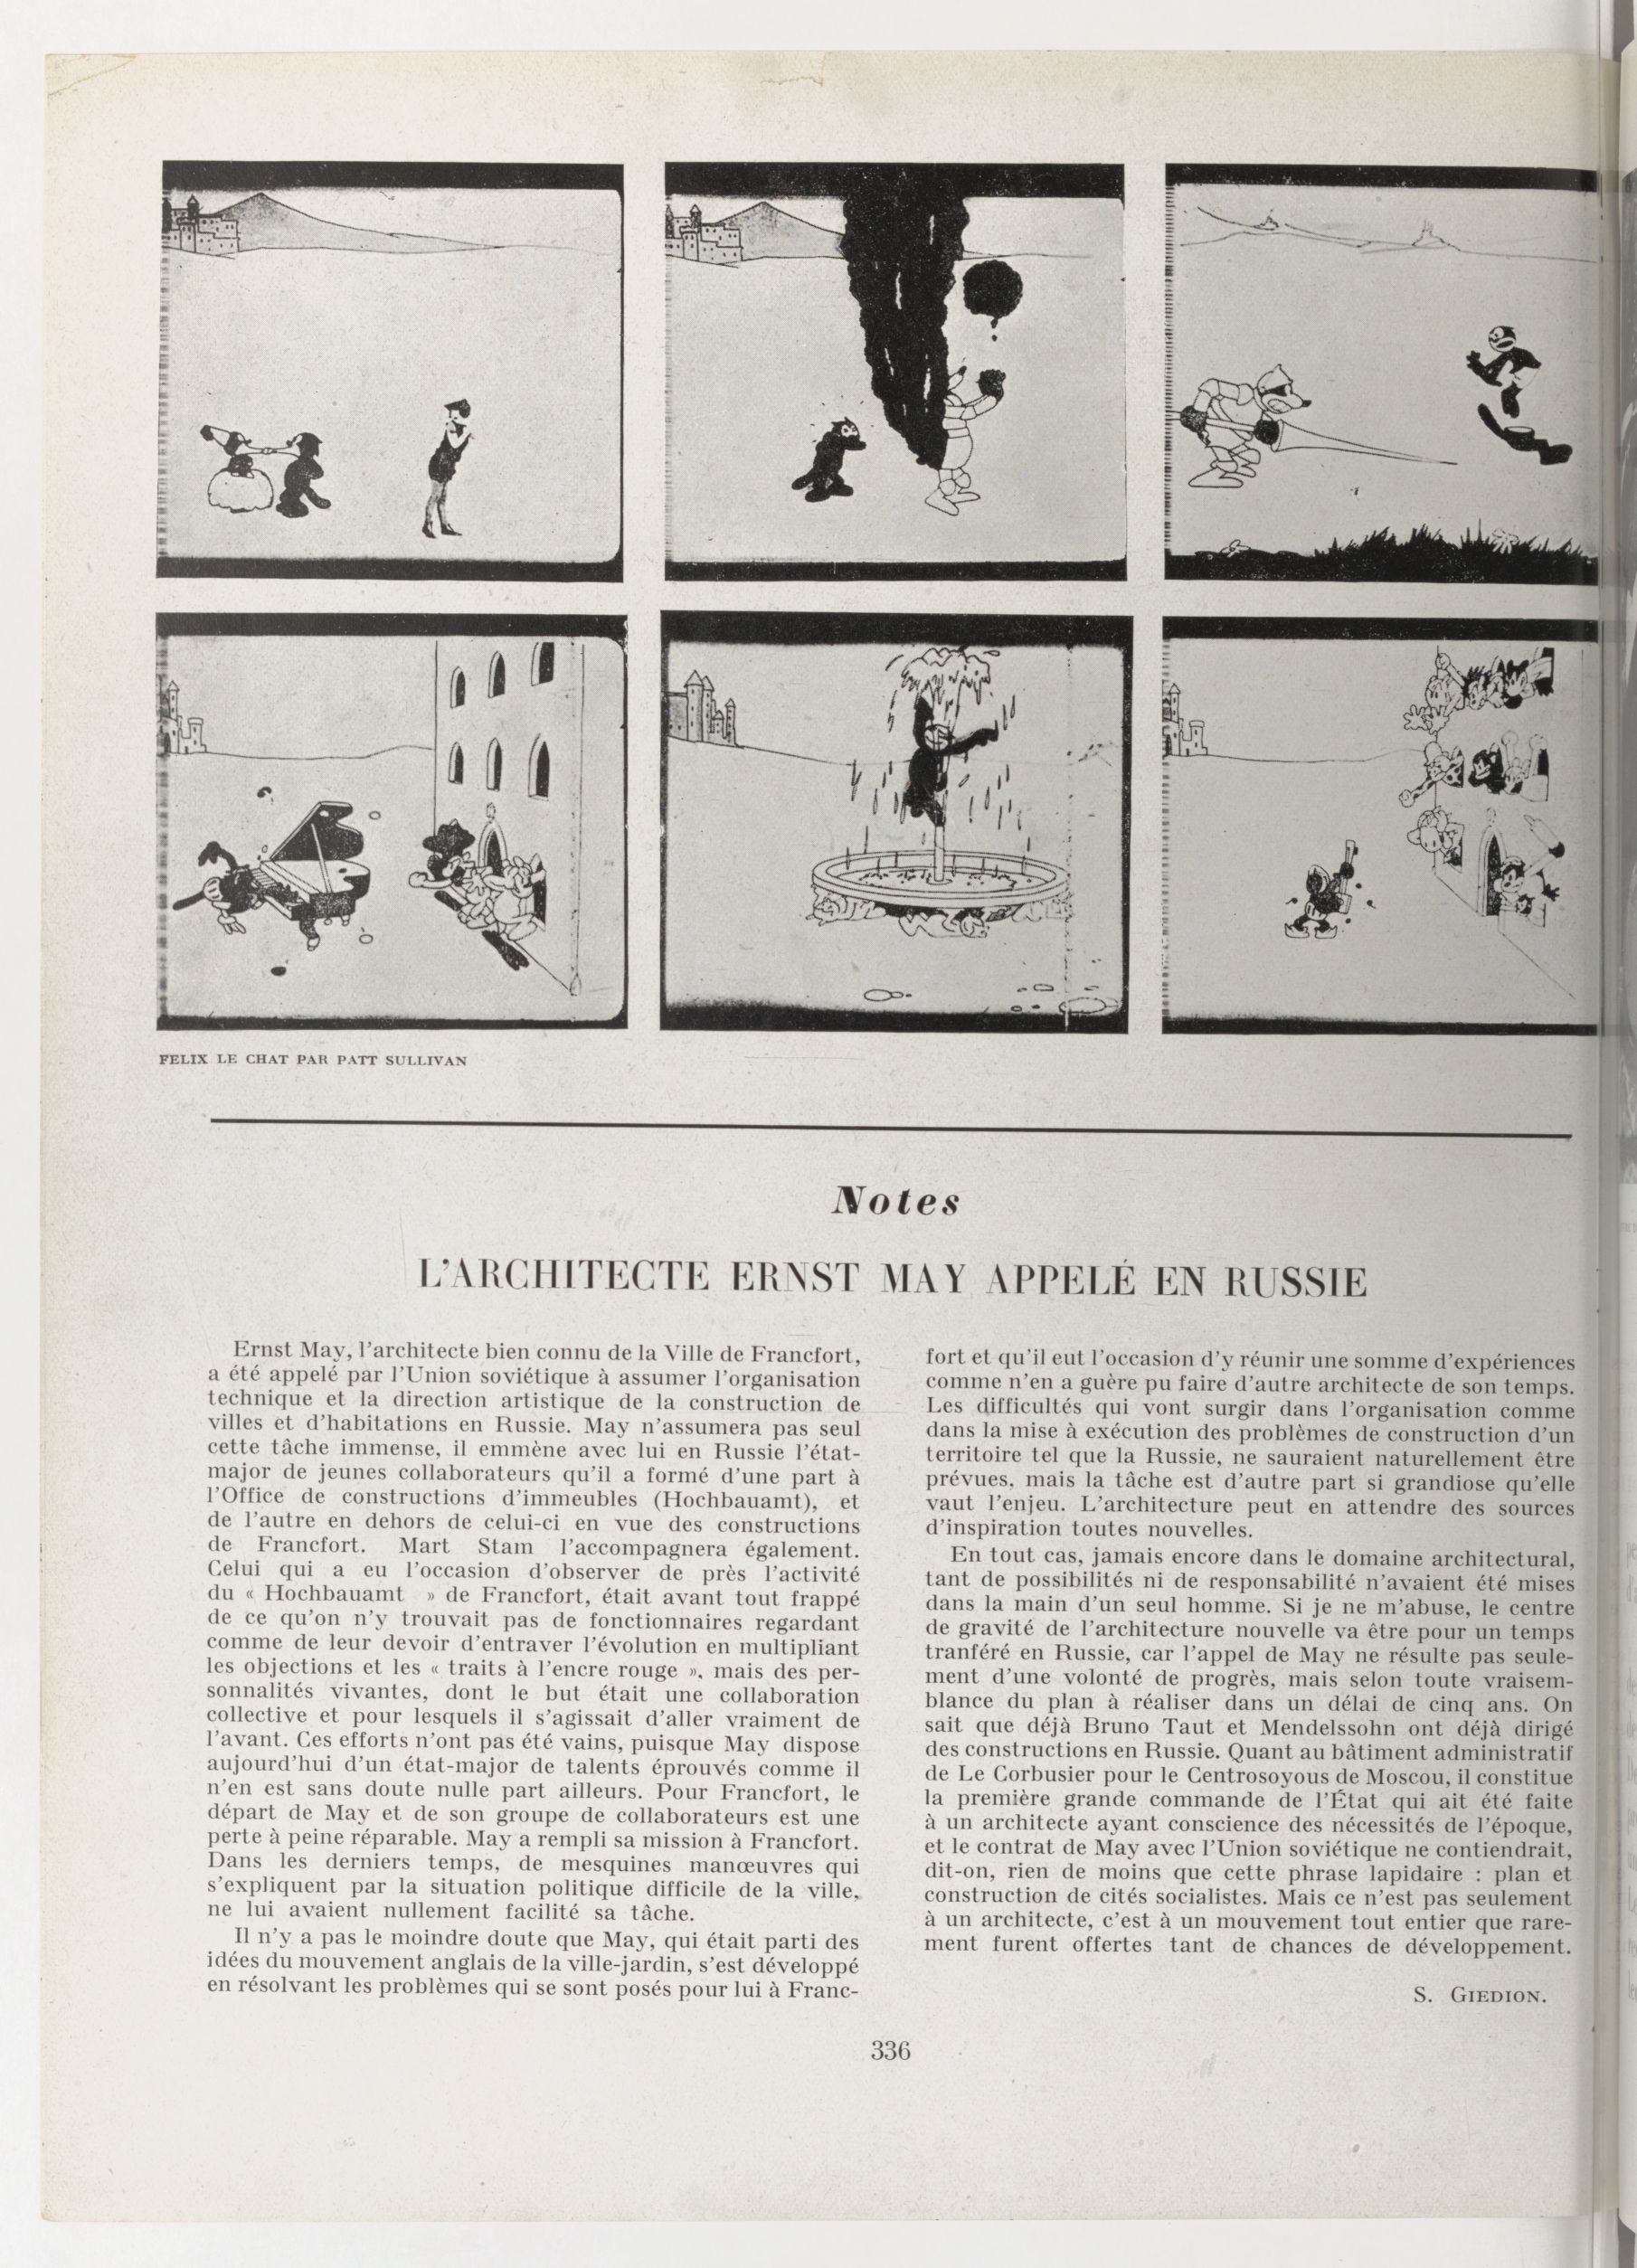 FELIX LE CHAT PAR PATT SULLIVAN
Notes
L'ARCHITECTE ERNST MAY APPELÉ EN RUSSIE
Ernst May, l'architecte bien connu de la Ville de Francfort,
a été appelé par l'Union soviétique à assumer l'organisation
technique et la direction artistique de la construction de
villes et d'habitations en Russie. May n'assumera pas seul
cette tâche immense, il emmène avec lui en Russie l'état-
major de jeunes collaborateurs qu'il a formé d'une part à
l'Office de constructions d'immeubles (Hochbauamt), et
de l'autre en dehors de celui-ci en vue des constructions
de Francfort. Mart Stam l'accompagnera également.
Celui qui a eu l'occasion d'observer de près l'activité
du « Hochbauamt » de Francfort, était avant tout frappé
de ce qu'on n'y trouvait pas de fonctionnaires regardant
comme de leur devoir d'entraver l'évolution en multipliant
les objections et les « traits à l'encre rouge », mais des per-
sonnalités vivantes, dont le but était une collaboration
collective et pour lesquels il s'agissait d'aller vraiment de
l'avant. Ces efforts n'ont pas été vains, puisque May dispose
aujourd'hui d'un état-major de talents éprouvés comme il
n'en est sans doute nulle part ailleurs. Pour Francfort, le
départ de May et de son groupe de collaborateurs est une
perte à peine réparable. May a rempli sa mission à Francfort.
Dans les derniers temps, de mesquines manœuvres qui
s'expliquent par la situation politique difficile de la ville,
ne lui avaient nullement facilité sa tâche.
Il n'y a pas le moindre doute que May, qui était parti des
idées du mouvement anglais de la ville-jardin, s'est développé
en résolvant les problèmes qui se sont posés pour lui à Franc-
fort et qu'il eut l'occasion d'y réunir une somme d'expériences
comme n'en a guère pu faire d'autre architecte de son temps.
Les difficultés qui vont surgir dans l'organisation comme
dans la mise à exécution des problèmes de construction d'un
territoire tel que la Russie, ne sauraient naturellement être
prévues, mais la tâche est d'autre part si grandiose qu'elle
vaut l'enjeu. L'architecture peut en attendre des sources
d'inspiration toutes nouvelles.
En tout cas, jamais encore dans le domaine architectural,
tant de possibilités ni de responsabilité n'avaient été mises
dans la main d'un seul homme. Si je ne m'abuse, le centre
de gravité de l'architecture nouvelle va être pour un temps
tranféré en Russie, car l'appel de May ne résulte pas seule-
ment d'une volonté de progrès, mais selon toute vraisem-
blance du plan à réaliser dans un délai de cinq ans. On
sait que déjà Bruno Taut et Mendelssohn ont déjà dirigé
des constructions en Russie. Quant au bâtiment administratif
de Le Corbusier pour le Centrosoyous de Moscou, il constitue
la première grande commande de l'État qui ait été faite
à un architecte ayant conscience des nécessités de l'époque,
et le contrat de May avec l'Union soviétique ne contiendrait,
dit-on, rien de moins que cette phrase lapidaire : plan et
construction de cités socialistes. Mais ce n'est pas seulement
à un architecte, c'est à un mouvement tout entier que rare-
ment furent offertes tant de chances de développement.
S. GIEDION.
336